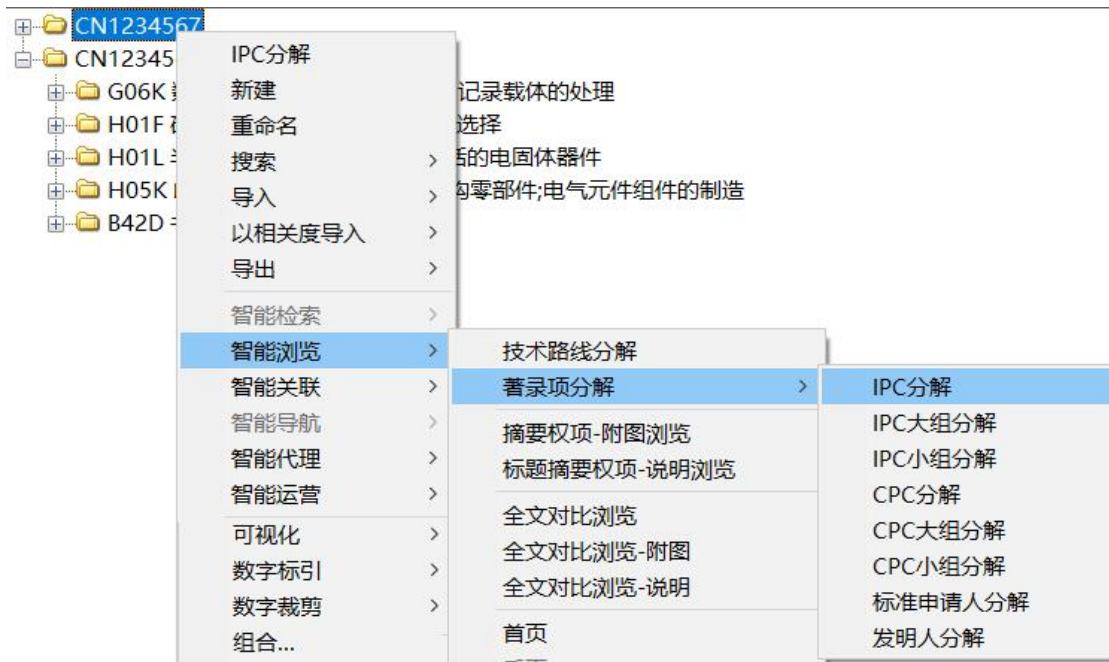 CN1234567
CN12345
G06K
记录载体的处理
H01F
选择
H01L
的电固体器件
H05K
零部件;电气元件组件的制造
B42D
IPC分解
新建
重命名
搜索
导入
以相关度导入
导出
智能检索
智能浏览
智能关联
智能导航
智能代理
智能运营
可视化
数字标引
数字裁剪
组合...
技术路线分解
著录项分解
摘要权项-附图浏览
标题摘要权项-说明浏览
全文对比浏览
全文对比浏览-附图
全文对比浏览-说明
首页
IPC分解
IPC大组分解
IPC小组分解
CPC分解
CPC大组分解
CPC小组分解
标准申请人分解
发明人分解